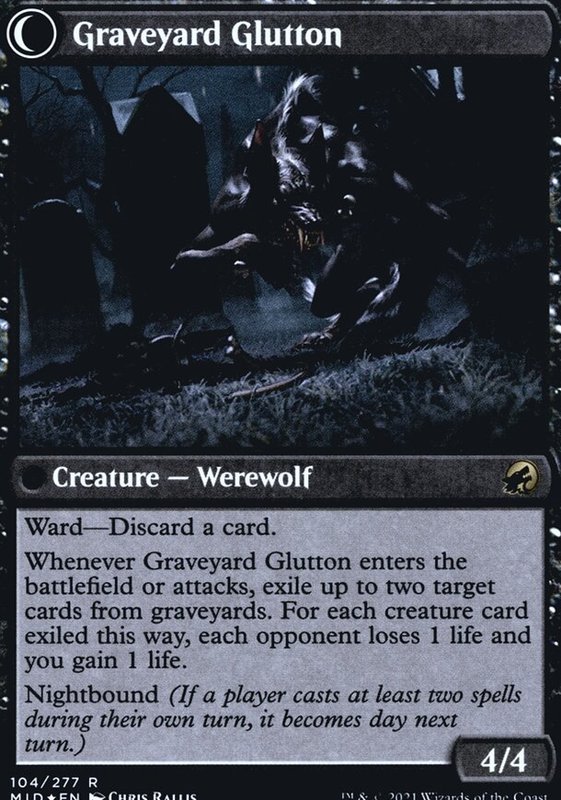 Graveyard Glutton
Creature — Werewolf
Ward—Discard a card.
Whenever Graveyard Glutton enters the
battlefield or attacks, exile up to two target
cards from graveyards. For each creature card
exiled this way, each opponent loses 1 life and
you gain 1 life.
Nightbound (If a player casts at least two spells
during their own turn, it becomes day next
turn.)
4/4
104/277 R
MID★EN Chris Rallis
& © 2021 Wizards of the Coast